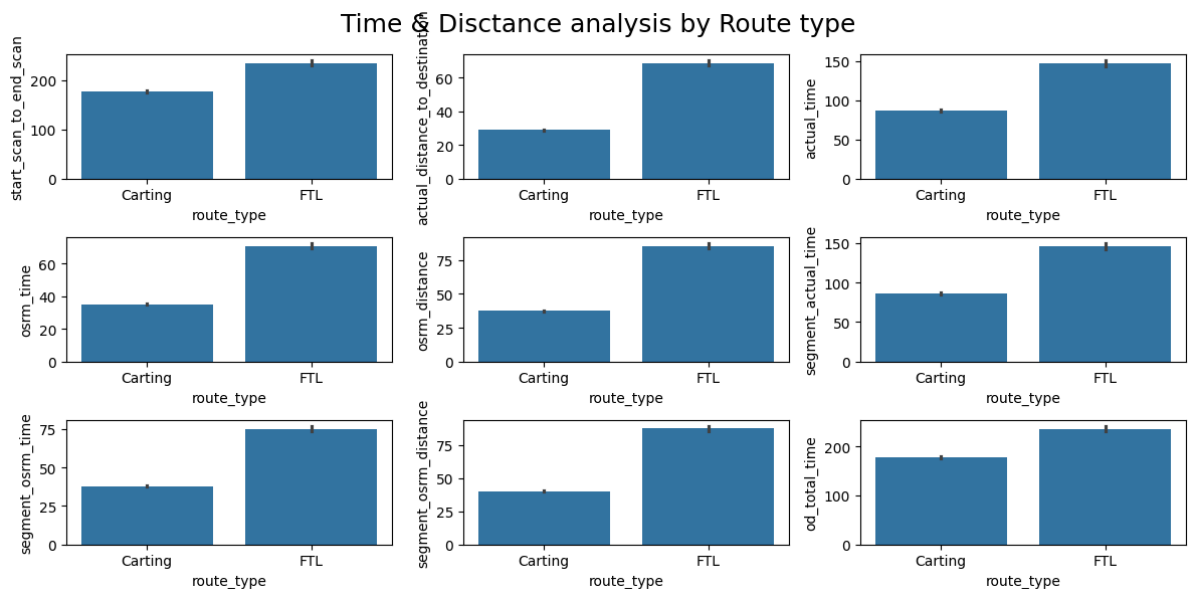 Time & Disctance analysis by Route type
start_scan_to_end_scan
200
100
0
Carting
FTL
route_type
actual_distance_to_destination
60
40
20
0
Carting
FTL
route_type
actual_time
150
100
50
0
Carting
FTL
route_type
osrm_time
60
40
20
0
Carting
FTL
route_type
osrm_distance
75
50
25
0
Carting
FTL
route_type
segment_actual_time
150
100
50
0
Carting
FTL
route_type
segment_osrm_time
75
50
25
0
Carting
FTL
route_type
segment_osrm_distance
75
50
25
0
Carting
FTL
route_type
od_total_time
200
100
0
Carting
FTL
route_type